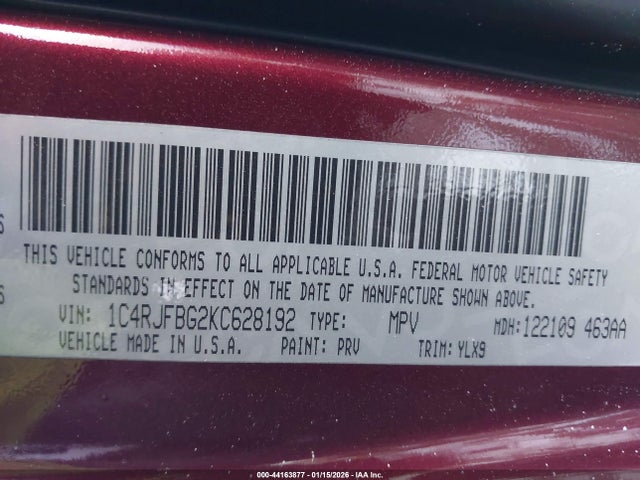 THIS VEHICLE CONFORMS TO ALL APPLICABLE U.S.A. FEDERAL MOTOR VEHICLE SAFETY
STANDARDS IN EFFECT ON THE DATE OF MANUFACTURE SHOWN ABOVE.
VIN: 1C4RJFBG2KC628192 TYPE: MPV MDH:122109 463AA
VEHICLE MADE IN U.S.A. PAINT: PRV TRIM: YLX9
000-44163877 - 01/15/2026 - IAA Inc.